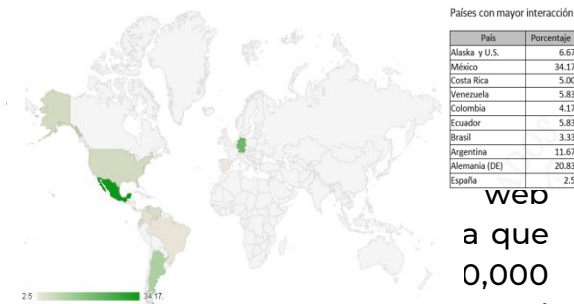 Países con mayor interacción
País Porcentaje
Alaska y U.S. 6.67
México 34.17
Costa Rica 5.00
Venezuela 5.83
Colombia 4.17
Ecuador 5.83
Brasil 3.33
Argentina 11.67
Alemania (DE) 20.83
España 2.5
web
a que
0,000
2.5 34.17